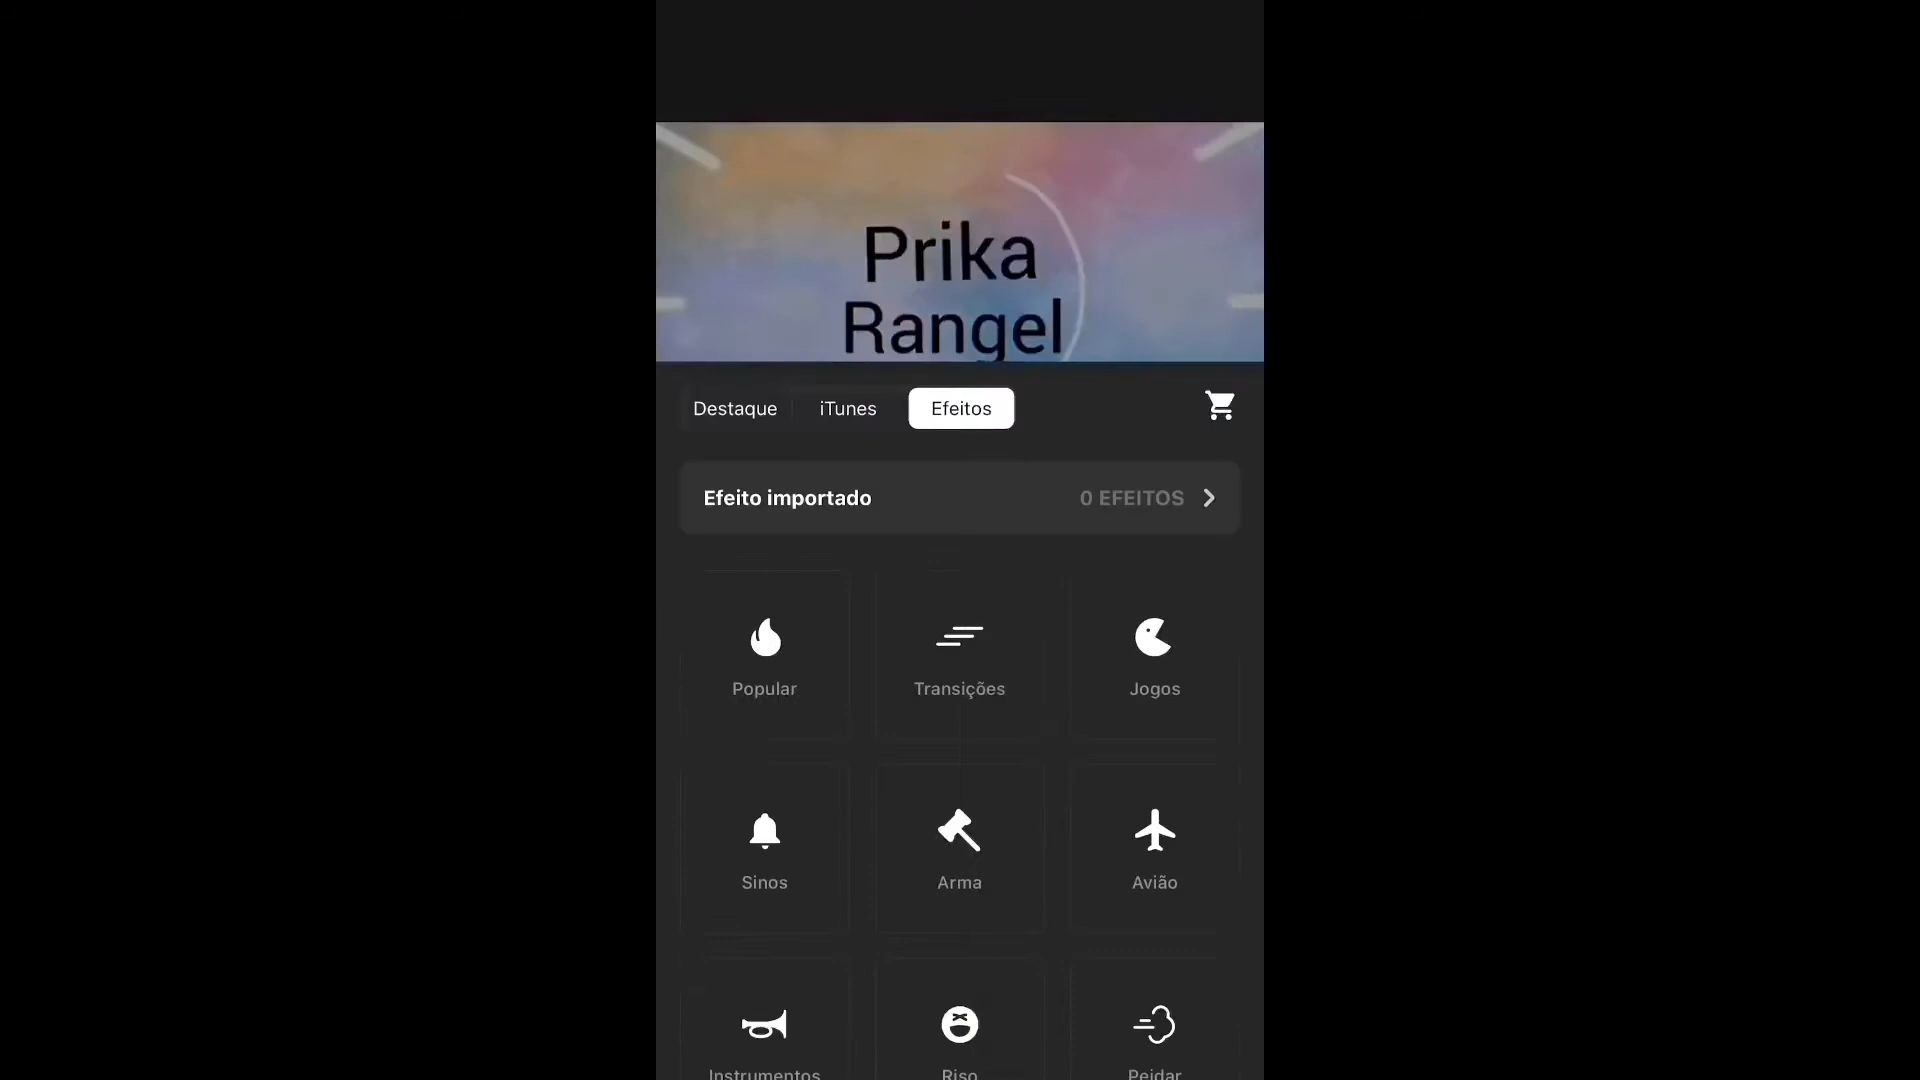 Prika
Rangel
Destaque iTunes Efeitos
Efeito importado 0 EFEITOS
Popular Transições Jogos
Sinos Arma Avião
Instrumentos Riso Peidar